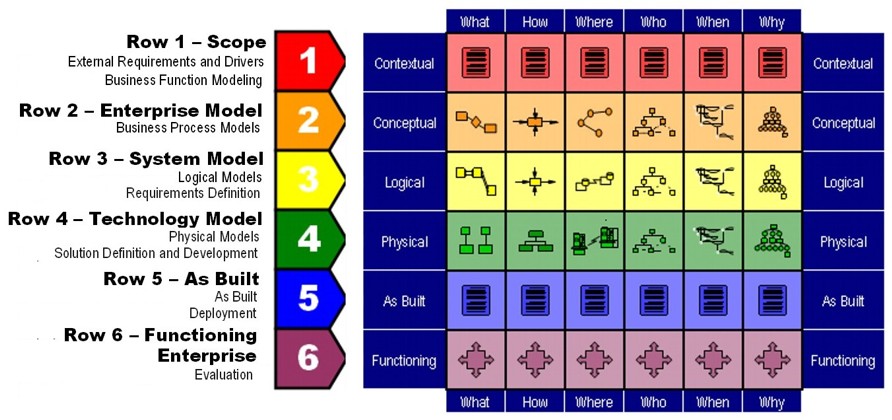 What How Where Who When Why
Row 1 – Scope
External Requirements and Drivers
Business Function Modeling
1
Contextual
Contextual
Row 2 – Enterprise Model
Business Process Models
2
Conceptual
Conceptual
Row 3 – System Model
Logical Models
Requirements Definition
3
Logical
Logical
Row 4 – Technology Model
Physical Models
Solution Definition and Development
4
Physical
Physical
Row 5 – As Built
As Built
Deployment
5
As Built
As Built
Row 6 – Functioning
Enterprise
Evaluation
6
Functioning
Functioning
What How Where Who When Why